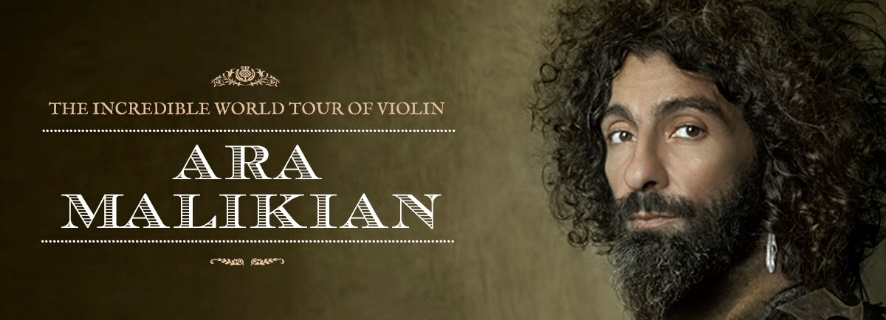 THE INCREDIBLE WORLD TOUR OF VIOLIN
ARA
MALIKIAN